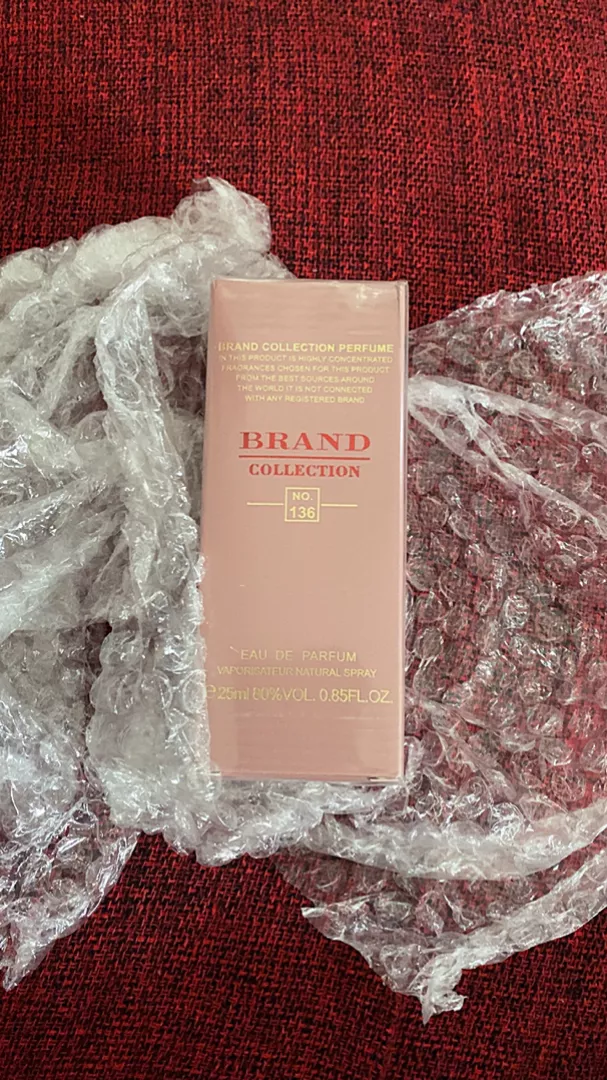 BRAND COLLECTION PERFUME
IN THIS PRODUCT IS HIGHLY CONCENTRATED
FRAGRANCES CHOSEN FOR THIS PRODUCT
FROM THE BEST SOURCES AROUND
THE WORLD IT IS NOT CONNECTED
WITH ANY REGISTERED BRAND
BRAND
COLLECTION
NO.
136
EAU DE PARFUM
VAPORISATEUR NATURAL SPRAY
℮25ml 80%VOL. 0.85FL.OZ.